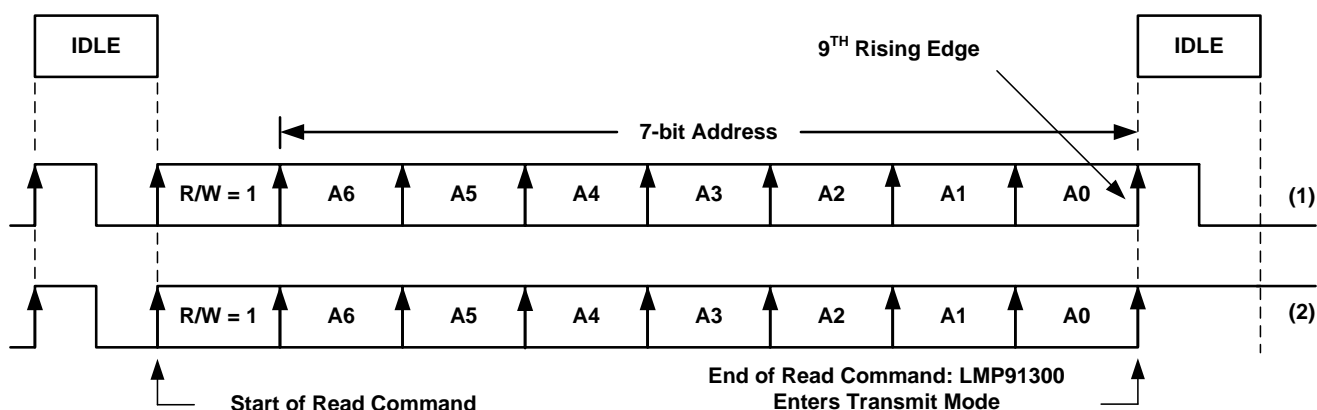 IDLE
IDLE
9TH Rising Edge
7-bit Address
R/W = 1 A6 A5 A4 A3 A2 A1 A0 (1)
R/W = 1 A6 A5 A4 A3 A2 A1 A0 (2)
Start of Read Command
End of Read Command: LMP91300
Enters Transmit Mode